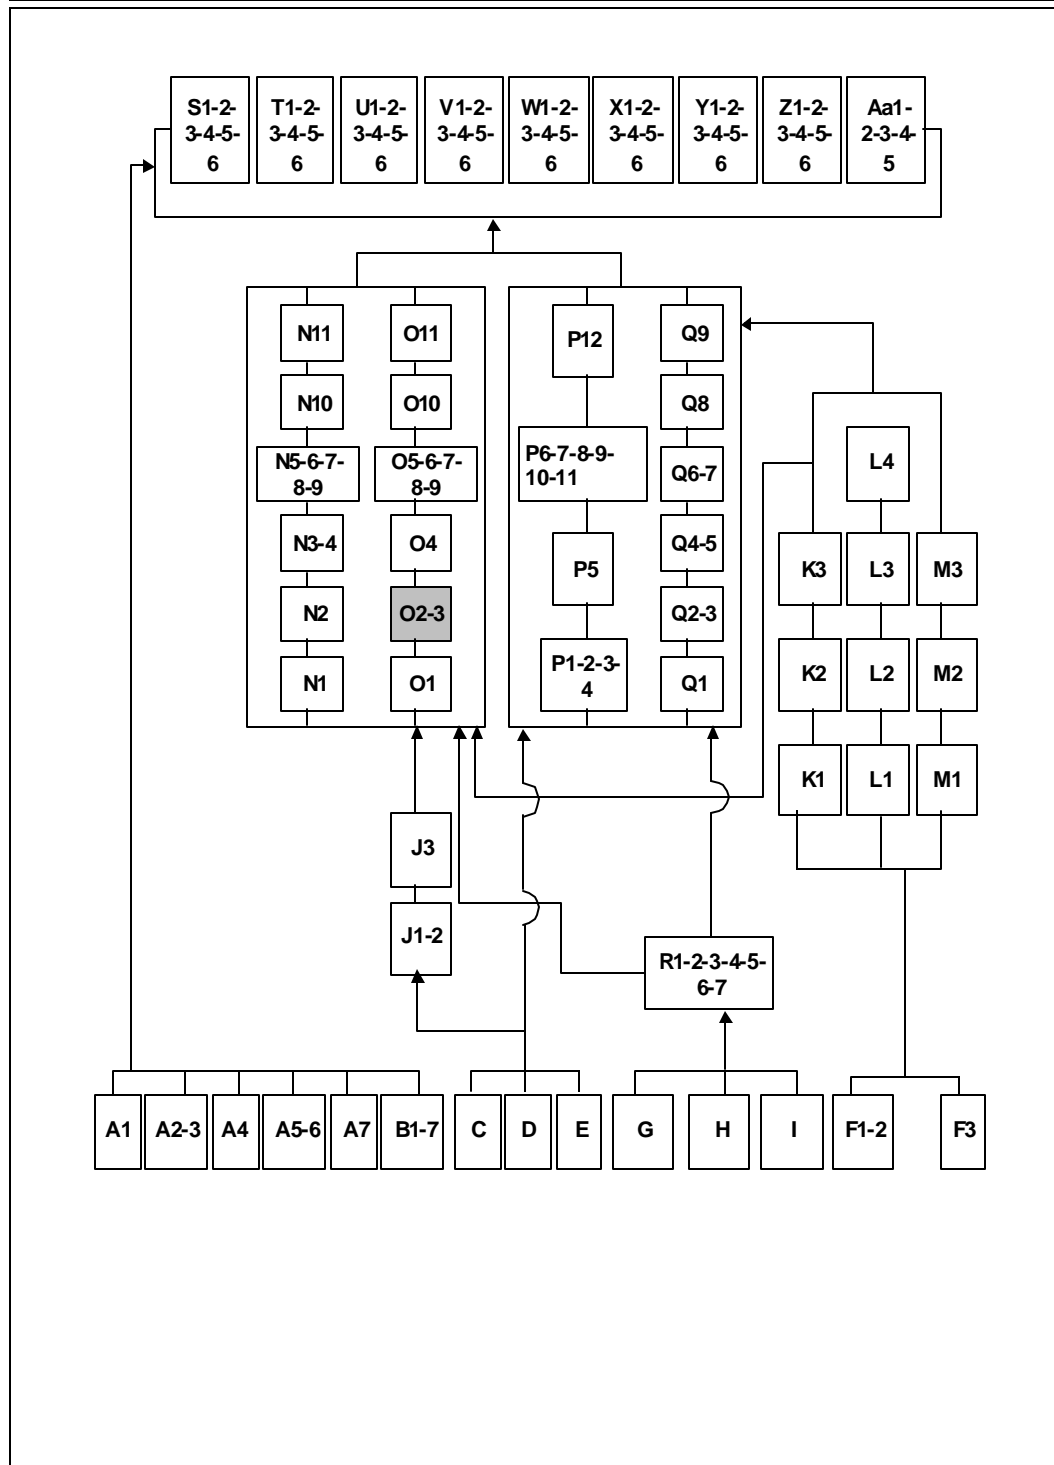 S1-2-
3-4-5-
6
T1-2-
3-4-5-
6
U1-2-
3-4-5-
6
V1-2-
3-4-5-
6
W1-2-
3-4-5-
6
X1-2-
3-4-5-
6
Y1-2-
3-4-5-
6
Z1-2-
3-4-5-
6
Aa1-
2-3-4-
5
N11
N10
N5-6-7-
8-9
N3-4
N2
N1
O11
O10
O5-6-7-
8-9
O4
O2-3
O1
P12
P6-7-8-9-
10-11
P5
P1-2-3-
4
Q9
Q8
Q6-7
Q4-5
Q2-3
Q1
K3
K2
K1
L4
L3
L2
L1
M3
M2
M1
J3
J1-2
R1-2-3-4-5-
6-7
A1
A2-3
A4
A5-6
A7
B1-7
C
D
E
G
H
I
F1-2
F3